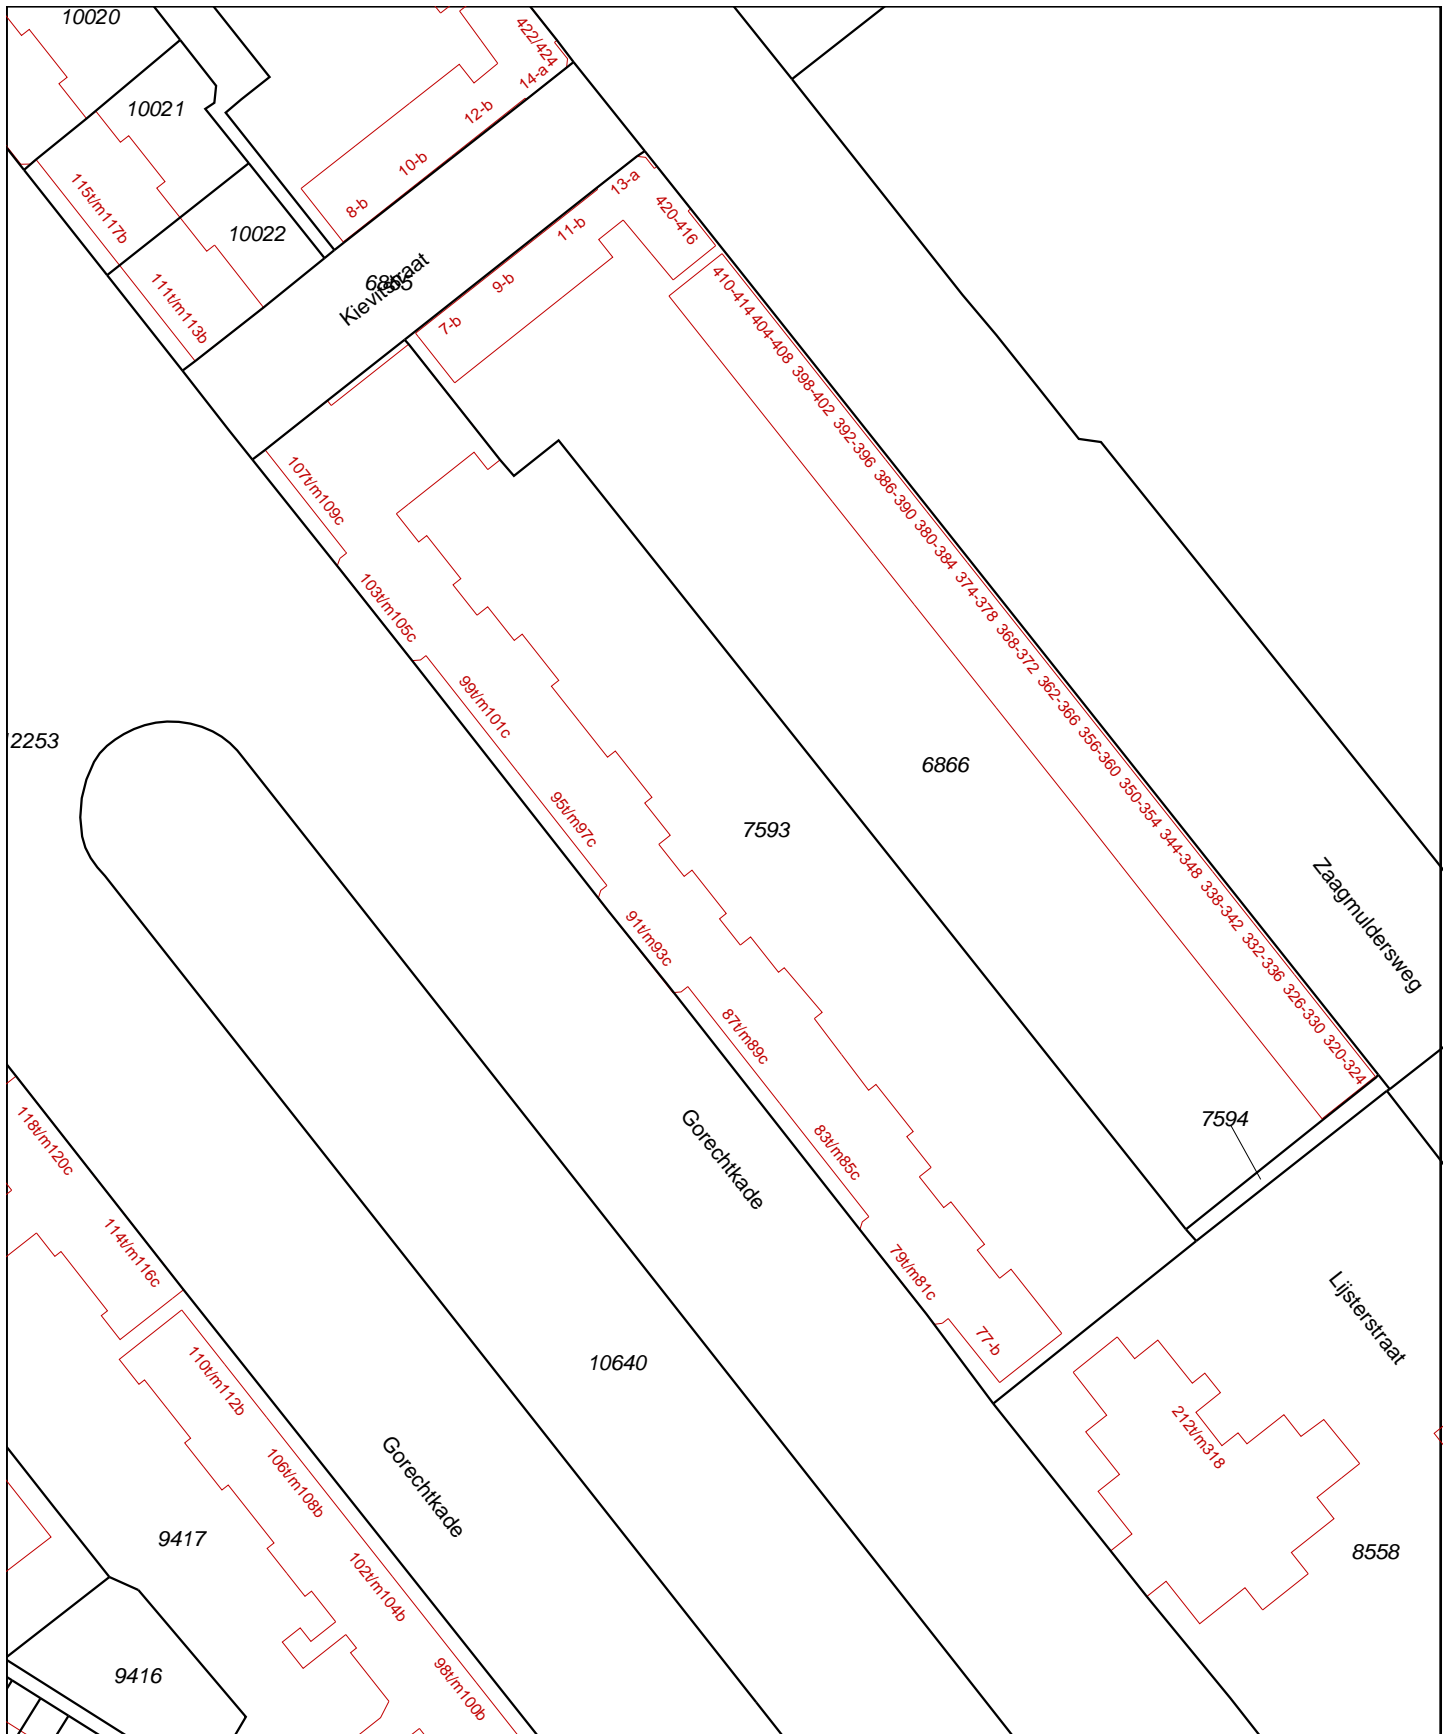 10020
422/424
14-a
10021
12-b
10-b
8-b
115t/m117b
10022
111t/m113b
13-a
420-416
11-b
9-b
7-b
Kievitstraat
410-414
404-408
398-402
392-396
386-390
380-384
374-378
368-372
362-366
356-360
350-354
344-348
338-342
332-336
326-330
320-324
107t/m109c
103t/m105c
99t/m101c
95t/m97c
91t/m93c
87t/m89c
83t/m85c
79t/m81c
77-b
2253
6866
7593
Zaagmuldersweg
7594
Gorechtkade
118t/m120c
114t/m116c
Lijsterstraat
10640
110t/m112b
106t/m108b
102t/m104b
98t/m100b
Gorechtkade
212t/m318
9417
8558
9416